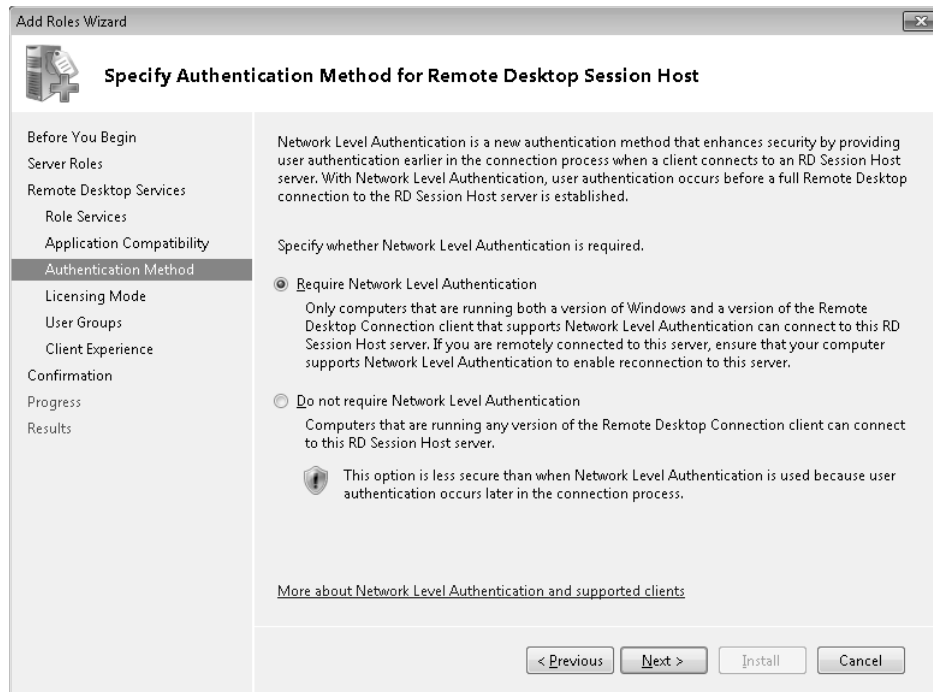 Add Roles Wizard
Specify Authentication Method for Remote Desktop Session Host
Before You Begin
Server Roles
Remote Desktop Services
Role Services
Application Compatibility
Authentication Method
Licensing Mode
User Groups
Client Experience
Confirmation
Progress
Results
Network Level Authentication is a new authentication method that enhances security by providing
user authentication earlier in the connection process when a client connects to an RD Session Host
server. With Network Level Authentication, user authentication occurs before a full Remote Desktop
connection to the RD Session Host server is established.
Specify whether Network Level Authentication is required.
Require Network Level Authentication
Only computers that are running both a version of Windows and a version of the Remote
Desktop Connection client that supports Network Level Authentication can connect to this RD
Session Host server. If you are remotely connected to this server, ensure that your computer
supports Network Level Authentication to enable reconnection to this server.
Do not require Network Level Authentication
Computers that are running any version of the Remote Desktop Connection client can connect
to this RD Session Host server.
This option is less secure than when Network Level Authentication is used because user
authentication occurs later in the connection process.
More about Network Level Authentication and supported clients
< Previous
Next >
Install
Cancel